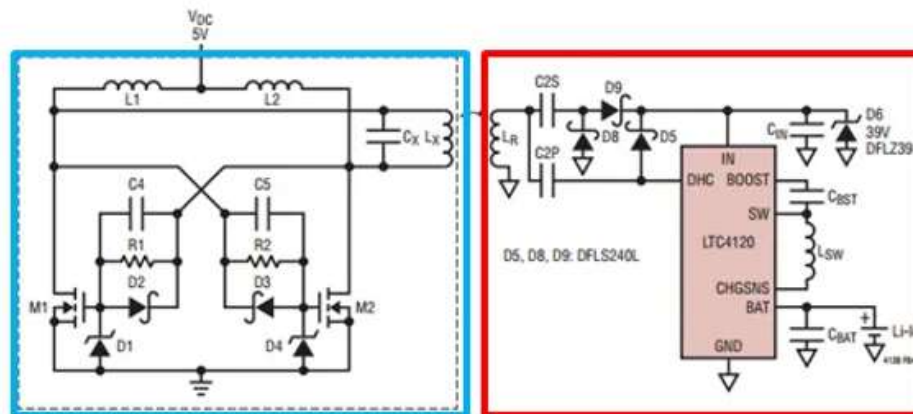 VDC
5V
L1
L2
CX
LX
C4
C5
R1
R2
D2
D3
M1
M2
D1
D4
C2S
D9
LR
D8
D5
CIN
D6
39V
DFLZ39
C2P
IN
DHC
BOOST
CBST
SW
LTC4120
LSW
D5, D8, D9: DFLS240L
CHGSNS
BAT
+
CBAT
GND